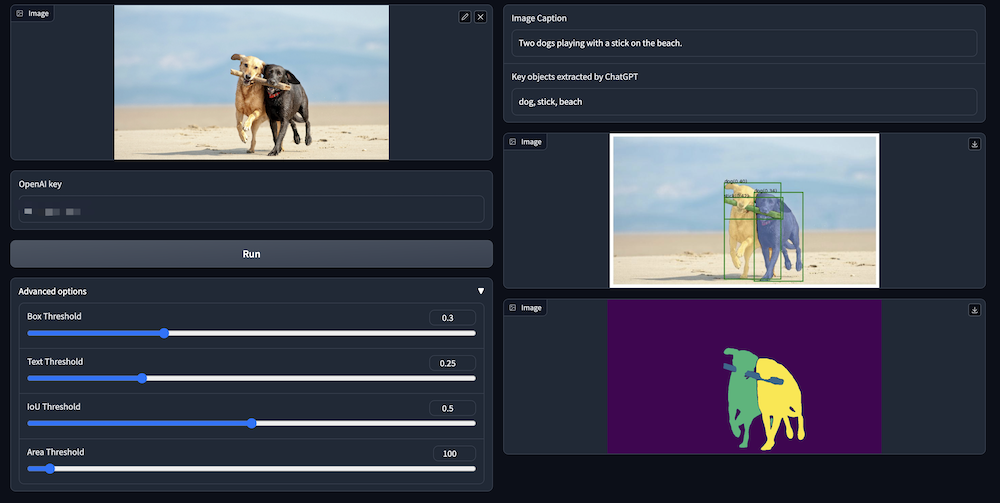 Image
OpenAI key
Run
Advanced options
Box Threshold
0.3
Text Threshold
0.25
IoU Threshold
0.5
Area Threshold
100
Image Caption
Two dogs playing with a stick on the beach.
Key objects extracted by ChatGPT
dog, stick, beach
Image
Image